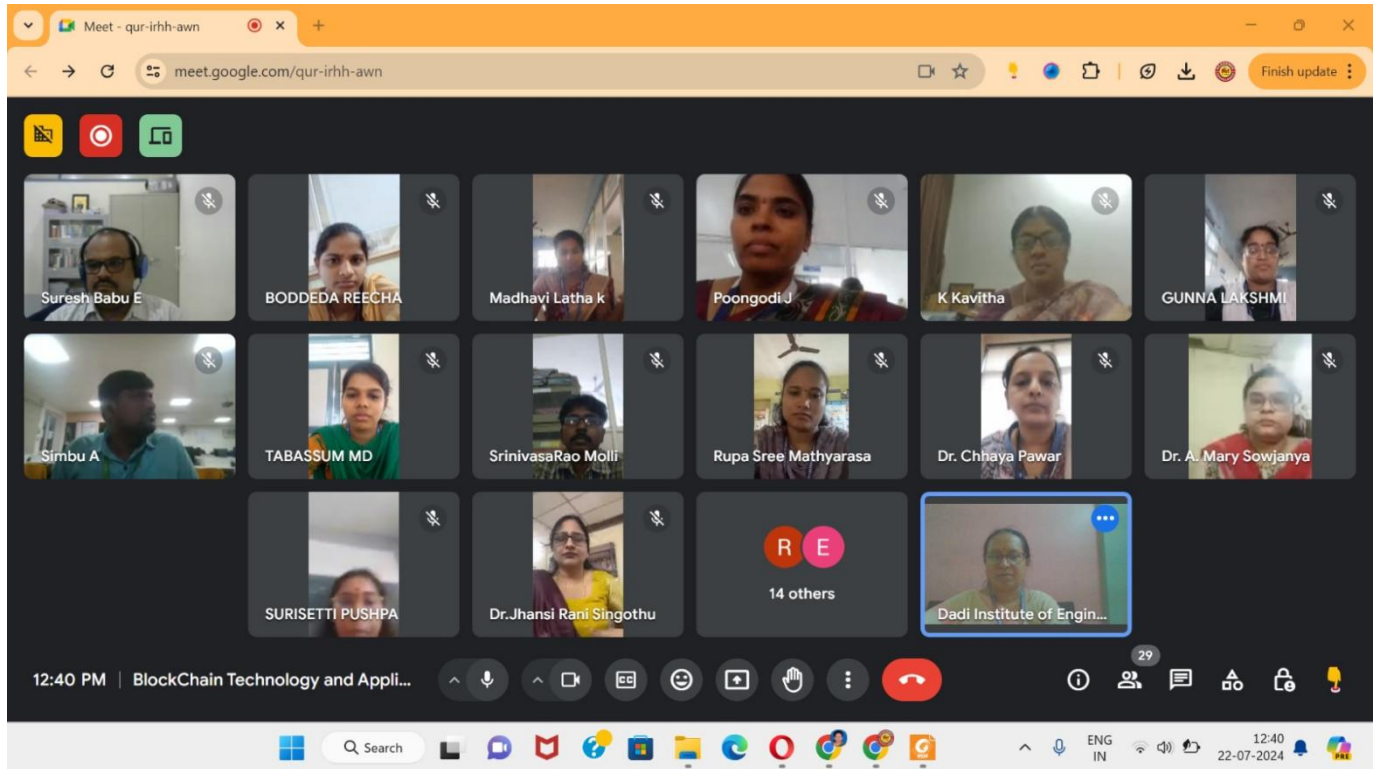 Meet - qur-irhh-awn
meet.google.com/qur-irhh-awn
Finish update
Suresh Babu E
BODDEDA REECHA
Madhavi Latha k
Poongodi J
K Kavitha
GUNNA LAKSHMI
Simbu A
TABASSUM MD
SrinivasaRao Molli
Rupa Sree Mathyarasa
Dr. Chhaya Pawar
Dr. A. Mary Sowjanya
SURISETTI PUSHPA
Dr.Jhansi Rani Singothu
R E
14 others
Dadi Institute of Engin...
12:40 PM | BlockChain Technology and Appli...
CC
29
Search
ENG
IN
12:40
22-07-2024
PRE